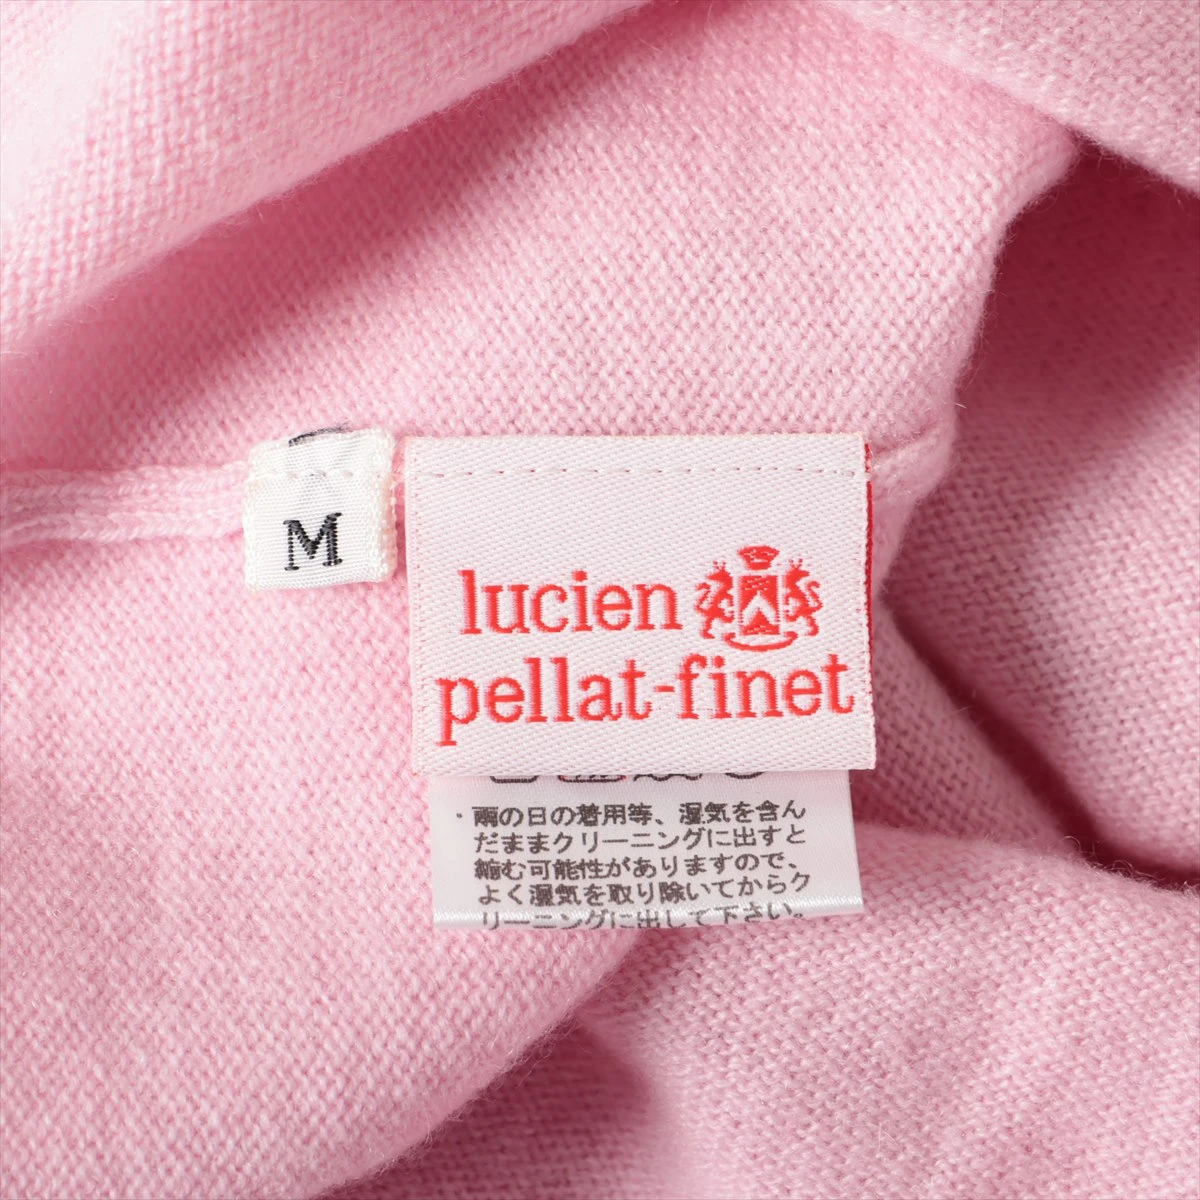 M
lucien
pellat-finet
・雨の日の着用等、湿気を含ん
だままクリーニングに出すと
縮む可能性がありますので、
よく湿気を取り除いてからク
リーニングに出して下さい。